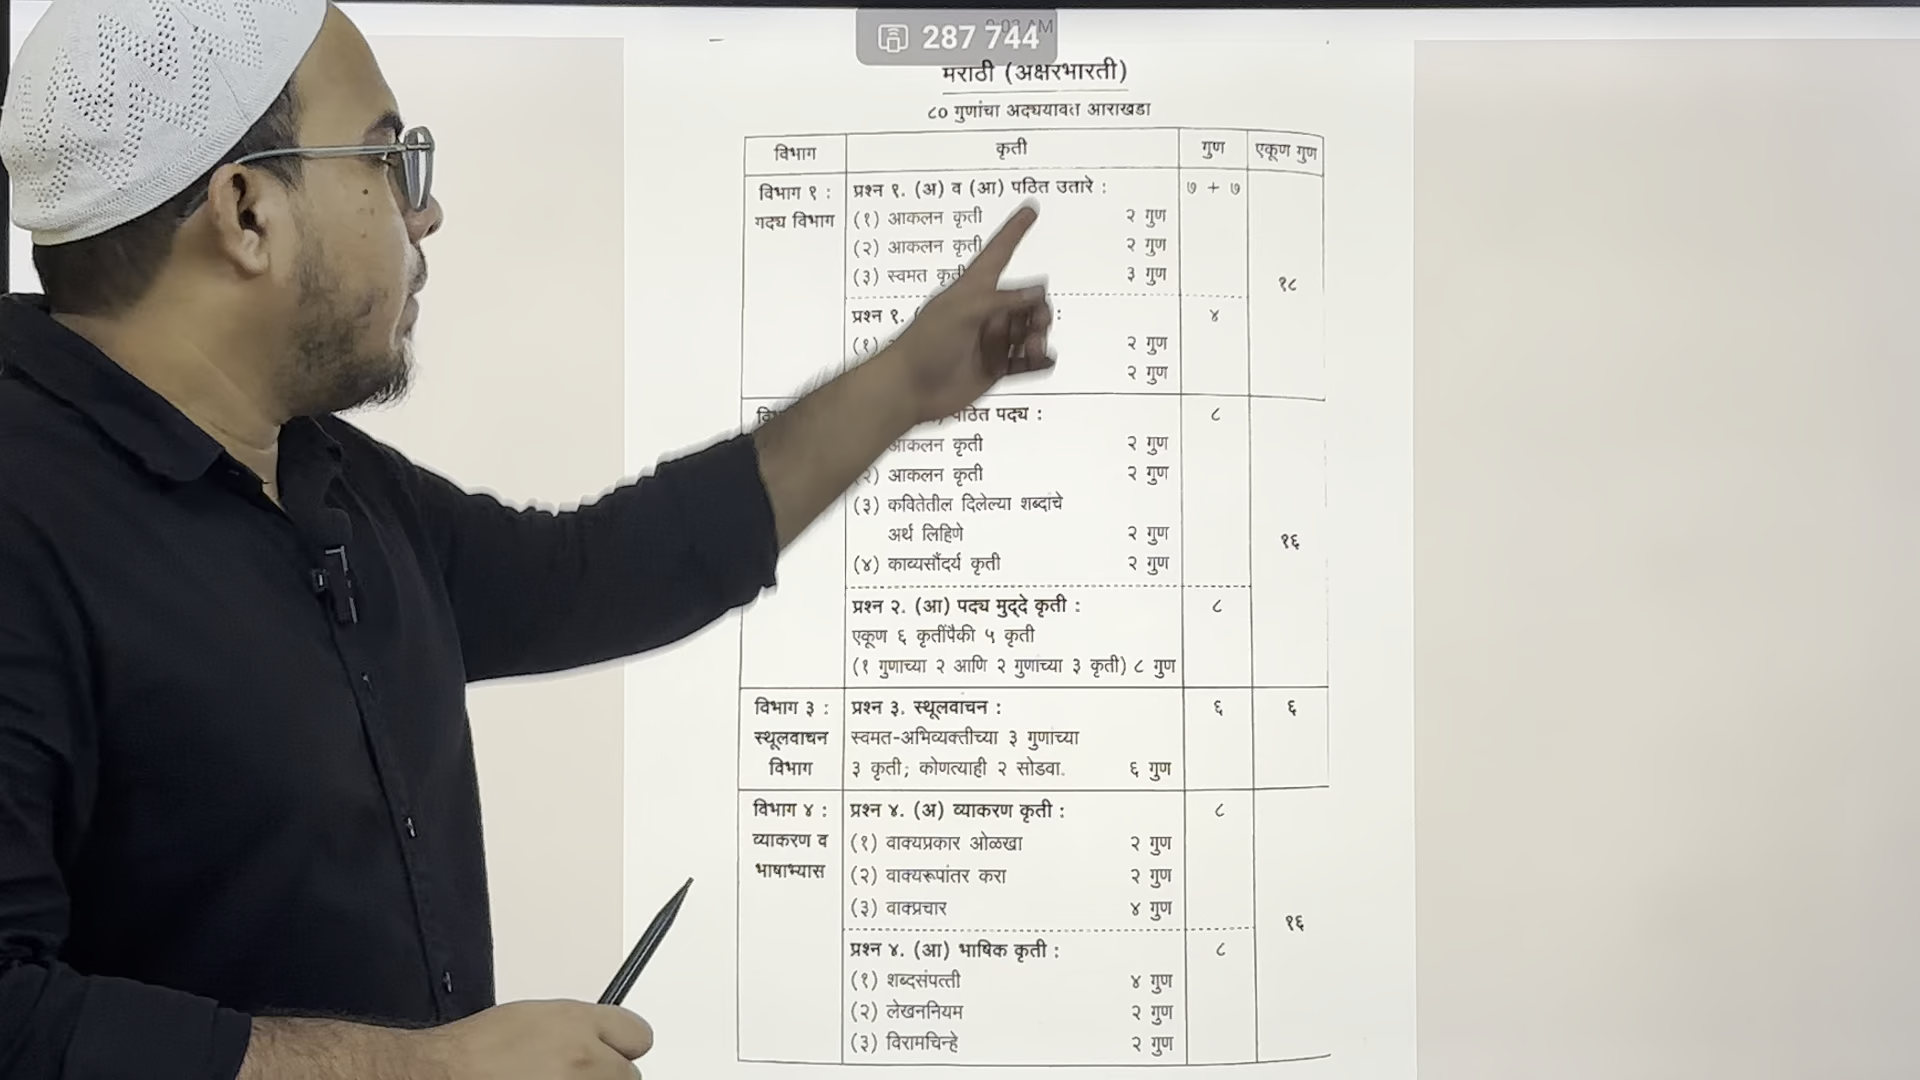 287 744
मराठी (अक्षरभारती)
८० गुणांचा अद्ययावत आराखडा
विभाग कृती गुण एकूण गुण
विभाग १ : प्रश्न १. (अ) व (आ) पठित उतारे : ७ + ७
गद्य विभाग (१) आकलन कृती २ गुण
(२) आकलन कृती २ गुण
(३) स्वमत कृती ३ गुण १८
प्रश्न १. : ४
(१) २ गुण
२ गुण
पठित पद्य : ८
आकलन कृती २ गुण
२) आकलन कृती २ गुण
(३) कवितेतील दिलेल्या शब्दांचे
अर्थ लिहिणे २ गुण १६
(४) काव्यसौंदर्य कृती २ गुण
प्रश्न २. (आ) पद्य मुद्दे कृती : ८
एकूण ६ कृतींपैकी ५ कृती
(१ गुणाच्या २ आणि २ गुणांच्या ३ कृती) ८ गुण
विभाग ३ : प्रश्न ३. स्थूलवाचन : ६ ६
स्थूलवाचन स्वमत-अभिव्यक्तीच्या ३ गुणांच्या
विभाग ३ कृती; कोणत्याही २ सोडवा. ६ गुण
विभाग ४ : प्रश्न ४. (अ) व्याकरण कृती : ८
व्याकरण व (१) वाक्यप्रकार ओळखा २ गुण
भाषाभ्यास (२) वाक्यरूपांतर करा २ गुण
(३) वाक्प्रचार ४ गुण १६
प्रश्न ४. (आ) भाषिक कृती : ८
(१) शब्दसंपत्ती ४ गुण
(२) लेखननियम २ गुण
(३) विरामचिन्हे २ गुण